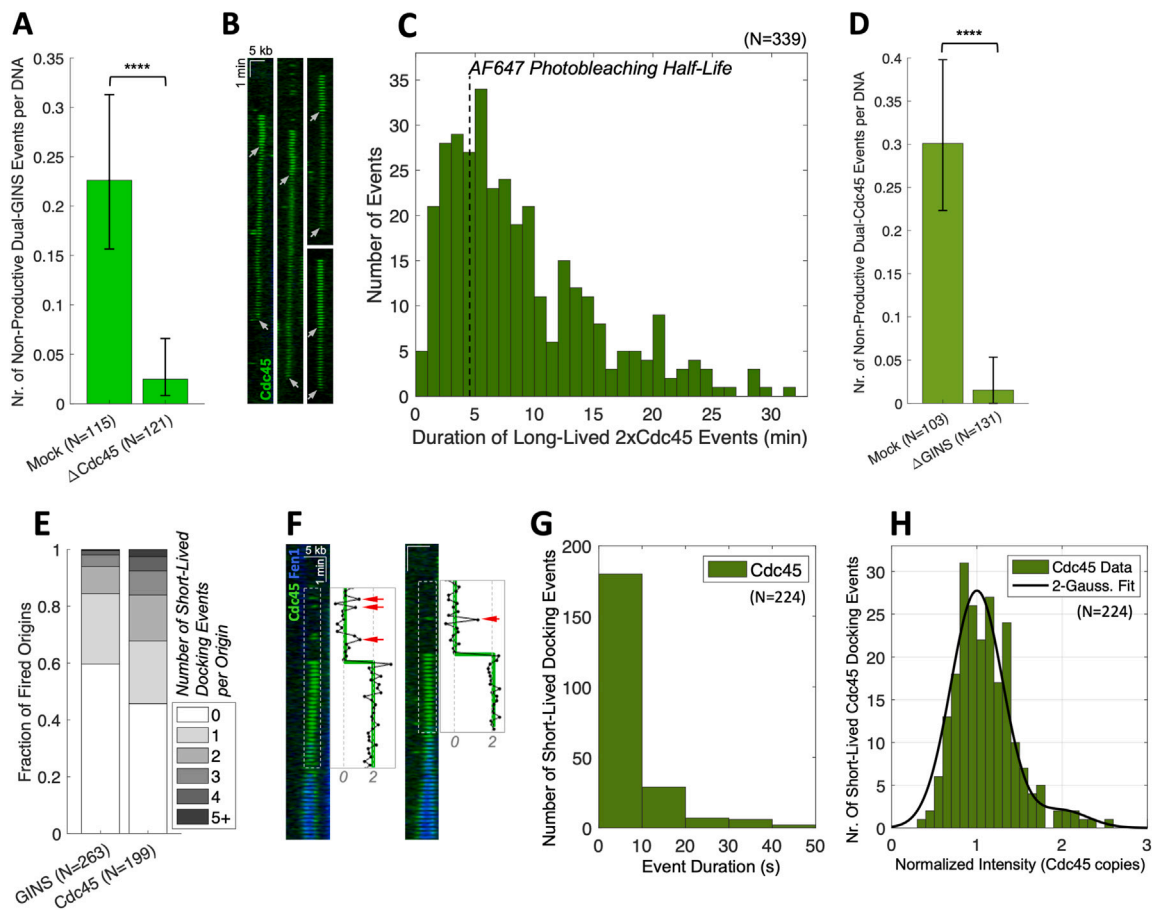 A
Nr. of Non-Productive Dual-GINS Events per DNA
0.35
0.3
0.25
0.2
0.15
0.1
0.05
0
****
Mock (N=115)
△Cdc45 (N=121)
B
5 kb
1 min
Cdc45
C
(N=339)
AF647 Photobleaching Half-Life
Number of Events
35
30
25
20
15
10
5
0
0 5 10 15 20 25 30
Duration of Long-Lived 2xCdc45 Events (min)
D
Nr. of Non-Productive Dual-Cdc45 Events per DNA
0.4
0.35
0.3
0.25
0.2
0.15
0.1
0.05
0
****
Mock (N=103)
△GINS (N=131)
E
Fraction of Fired Origins
1
0.8
0.6
0.4
0.2
0
GINS (N=263)
Cdc45 (N=199)
Number of Short-Lived
Docking Events
per Origin
0
1
2
3
4
5+
F
5 kb
1 min
Cdc45 Fen1
0 2
0 2
G
Number of Short-Lived Docking Events
200
150
100
50
0
Cdc45
(N=224)
0 10 20 30 40 50
Event Duration (s)
H
Nr. Of Short-Lived Cdc45 Docking Events
30
25
20
15
10
5
0
Cdc45 Data
2-Gauss. Fit
(N=224)
0 1 2 3
Normalized Intensity (Cdc45 copies)